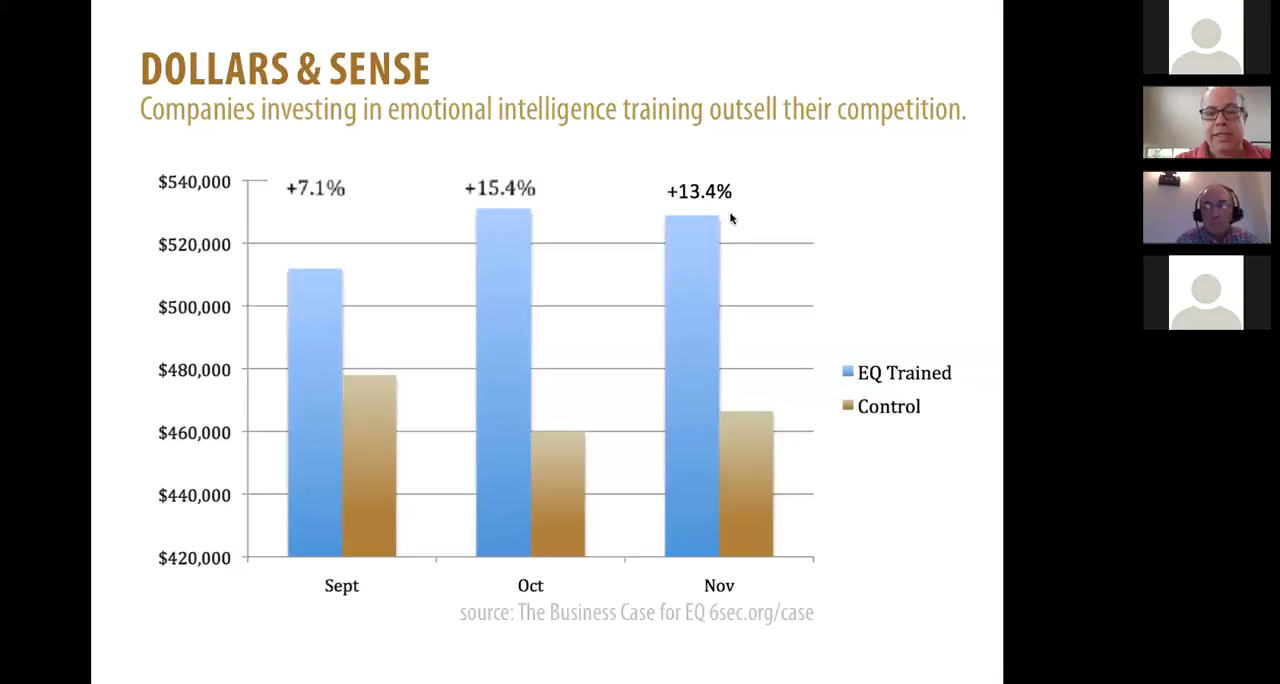 DOLLARS & SENSE
Companies investing in emotional intelligence training outsell their competition.
+7.1%
+15.4%
+13.4%
$540,000
$520,000
$500,000
$480,000
$460,000
$440,000
$420,000
EQ Trained
Control
Sept
Oct
Nov
source: The Business Case for EQ 6sec.org/case